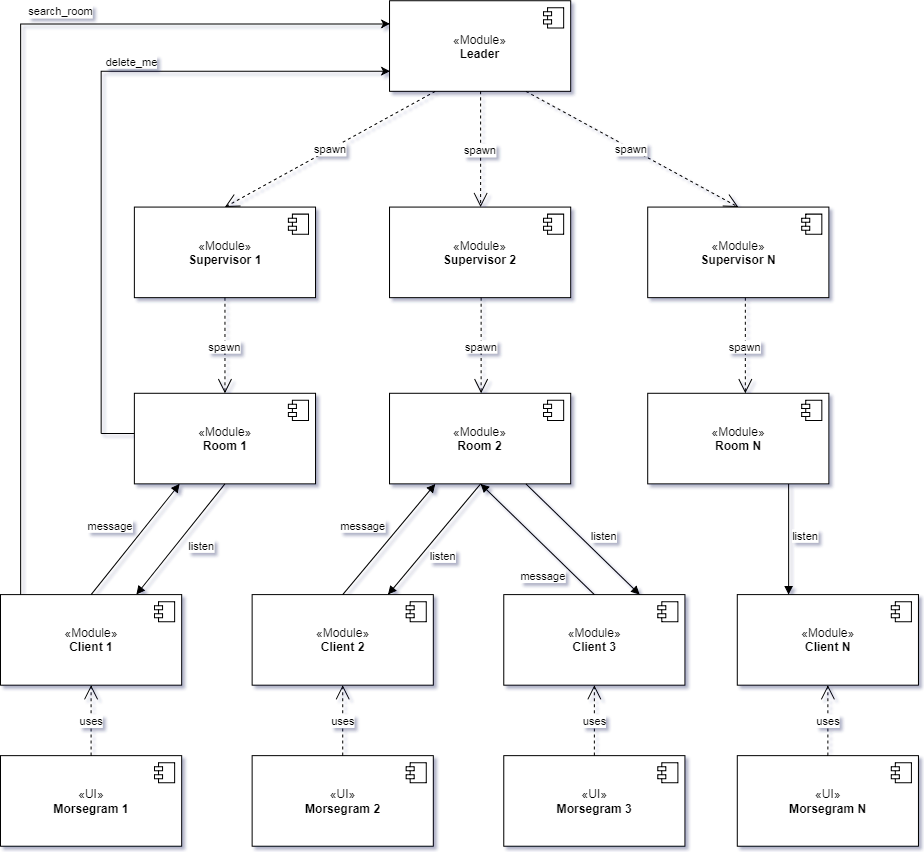 search_room
«Module»
Leader
delete_me
spawn
spawn
spawn
«Module»
Supervisor 1
«Module»
Supervisor 2
«Module»
Supervisor N
spawn
spawn
spawn
«Module»
Room 1
«Module»
Room 2
«Module»
Room N
message
listen
message
listen
message
listen
listen
«Module»
Client 1
«Module»
Client 2
«Module»
Client 3
«Module»
Client N
uses
uses
uses
uses
«UI»
Morsegram 1
«UI»
Morsegram 2
«UI»
Morsegram 3
«UI»
Morsegram N